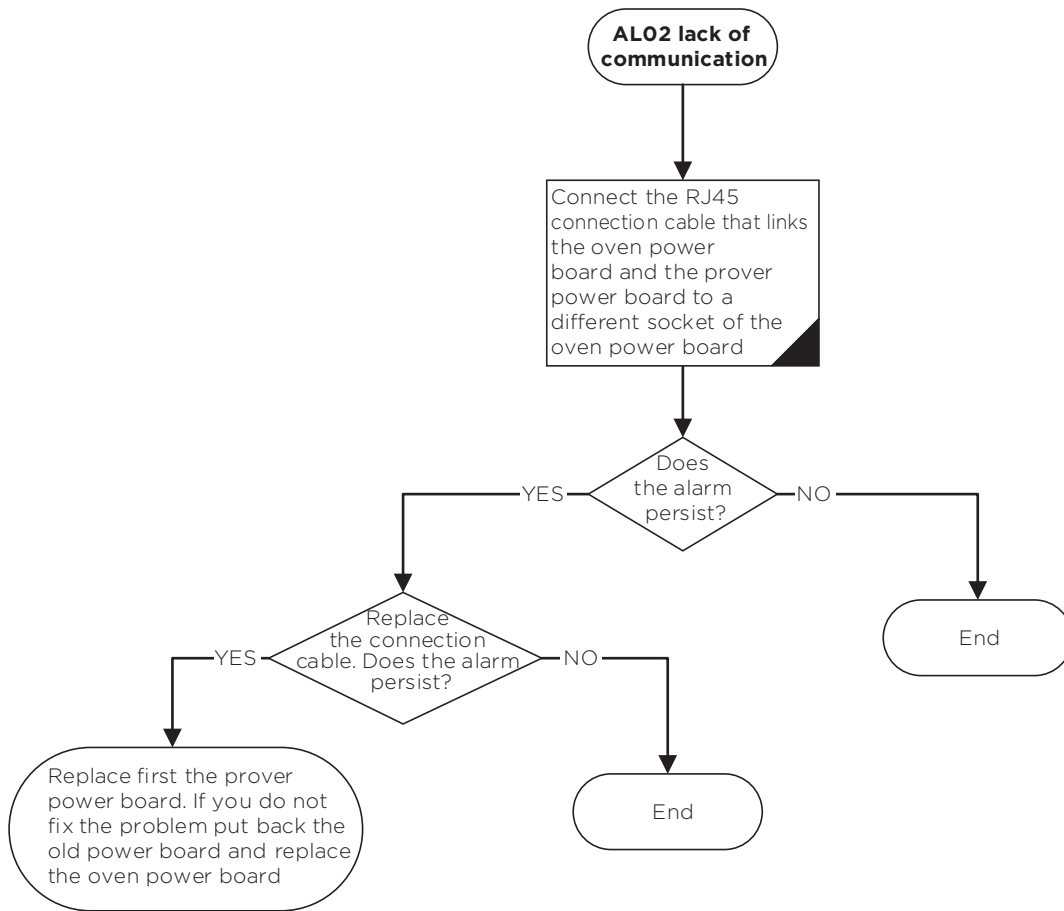 AL02 lack of
communication
Connect the RJ45
connection cable that links
the oven power
board and the prover
power board to a
different socket of the
oven power board
Does
the alarm
persist?
YES
NO
Replace
the connection
cable. Does the alarm
persist?
End
YES
NO
Replace first the prover
power board. If you do not
fix the problem put back the
old power board and replace
the oven power board
End